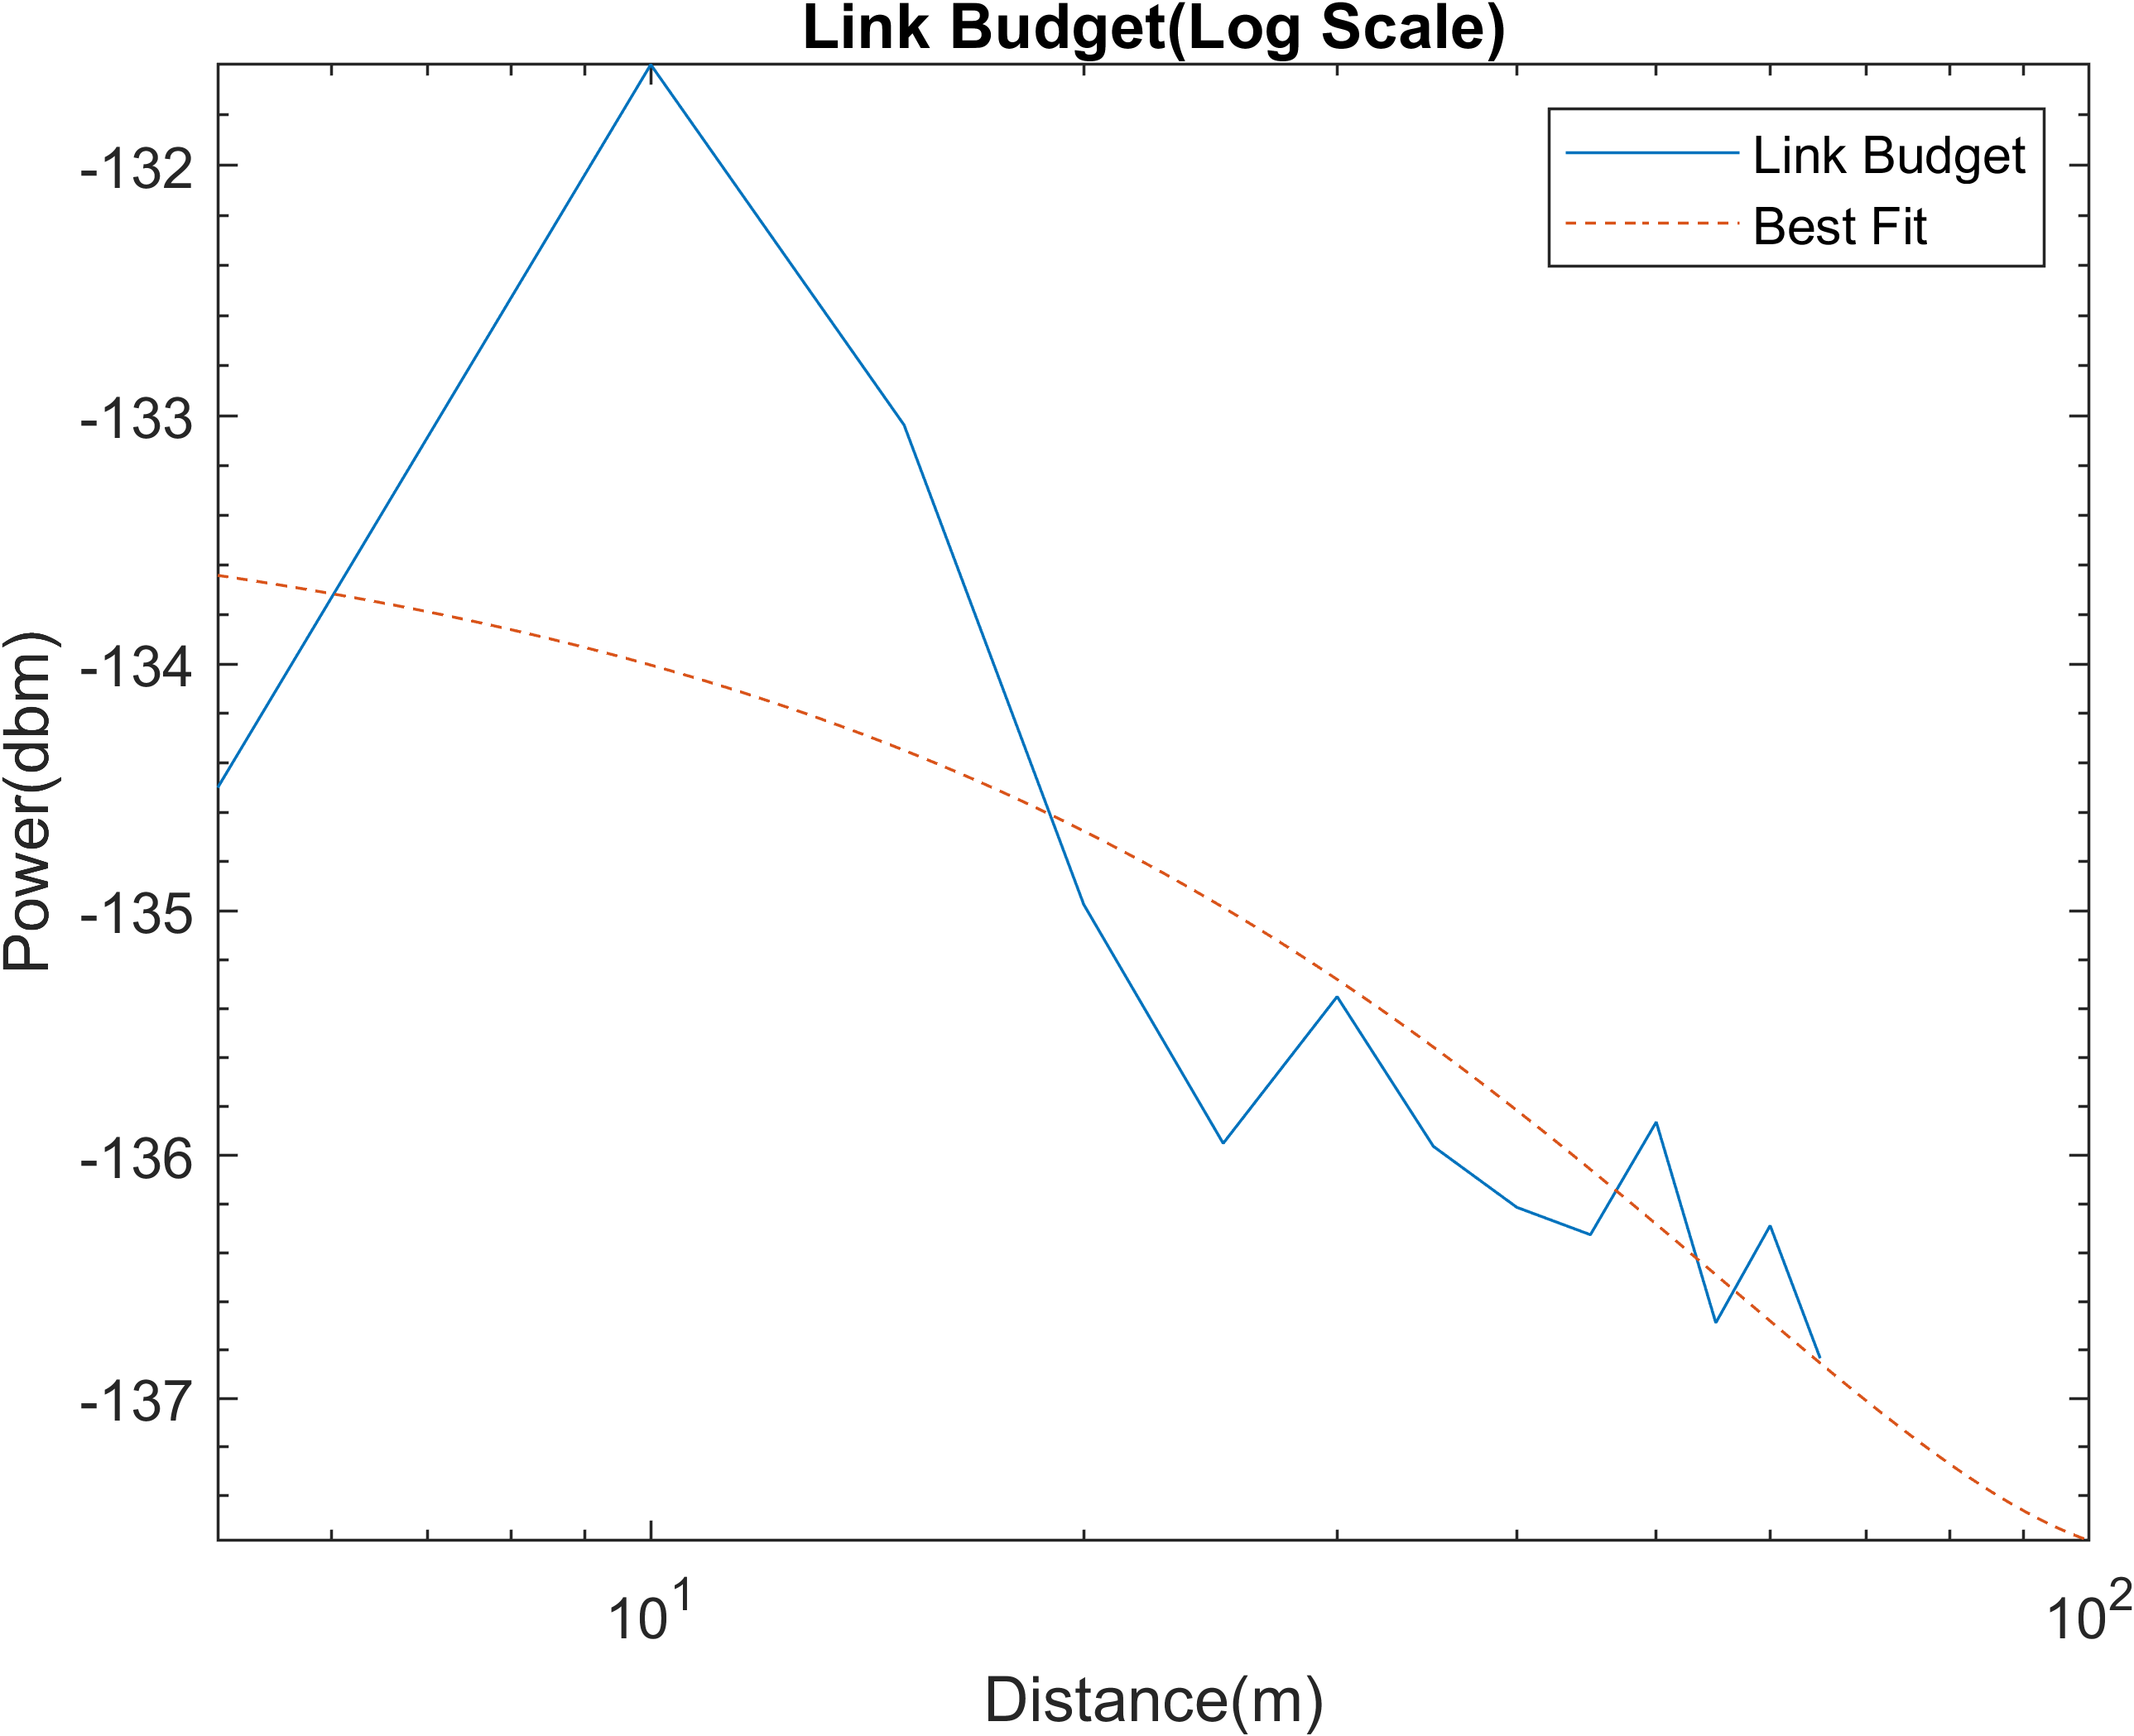 Link Budget(Log Scale)
Link Budget
Best Fit
-132
-133
-134
-135
-136
-137
Power(dbm)
10^1
10^2
Distance(m)